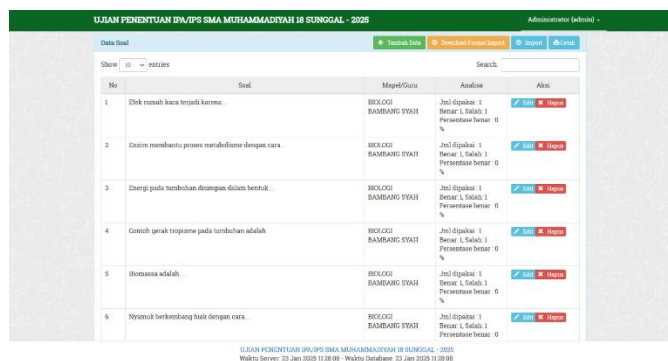 UJIAN PENENTUAN IPA/IPS SMA MUHAMMADIYAH 18 SUNGGAL - 2025
Administrator (admin)
Data Soal
Tambah Data
Download Format Import
Import
Cetak
Show 10 entries
Search:
No Soal Mapel/Guru Analisa Aksi
1 Efek rumah kaca terjadi karena... BIOLOGI Jml dipakai : 1 Edit Hapus
BAMBANG SYAH Benar: 1, Salah: 1
Persentase benar : 0
%
2 Enzim membantu proses metabolisme dengan cara... BIOLOGI Jml dipakai : 1 Edit Hapus
BAMBANG SYAH Benar: 1, Salah: 1
Persentase benar : 0
%
3 Energi pada tumbuhan disimpan dalam bentuk... BIOLOGI Jml dipakai : 1 Edit Hapus
BAMBANG SYAH Benar: 1, Salah: 1
Persentase benar : 0
%
4 Contoh gerak tropisme pada tumbuhan adalah BIOLOGI Jml dipakai : 1 Edit Hapus
BAMBANG SYAH Benar: 1, Salah: 1
Persentase benar : 0
%
5 Biomassa adalah... BIOLOGI Jml dipakai : 1 Edit Hapus
BAMBANG SYAH Benar: 1, Salah: 1
Persentase benar : 0
%
6 Nyamuk berkembang biak dengan cara... BIOLOGI Jml dipakai : 1 Edit Hapus
BAMBANG SYAH Benar: 1, Salah: 1
Persentase benar : 0
UJIAN PENENTUAN IPA/IPS SMA MUHAMMADIYAH 18 SUNGGAL - 2025
Waktu Server: 23 Jan 2025 11:28:08 - Waktu Database: 23 Jan 2025 11:28:08